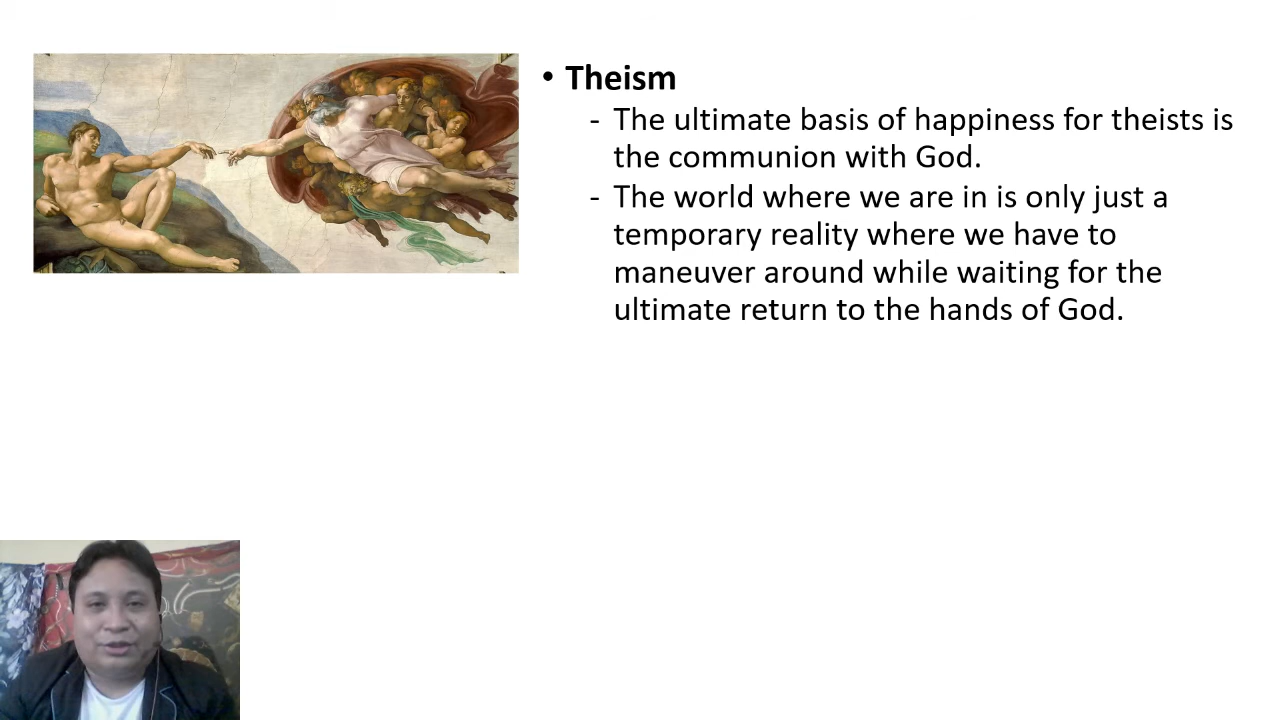 • Theism
- The ultimate basis of happiness for theists is
the communion with God.
- The world where we are in is only just a
temporary reality where we have to
maneuver around while waiting for the
ultimate return to the hands of God.